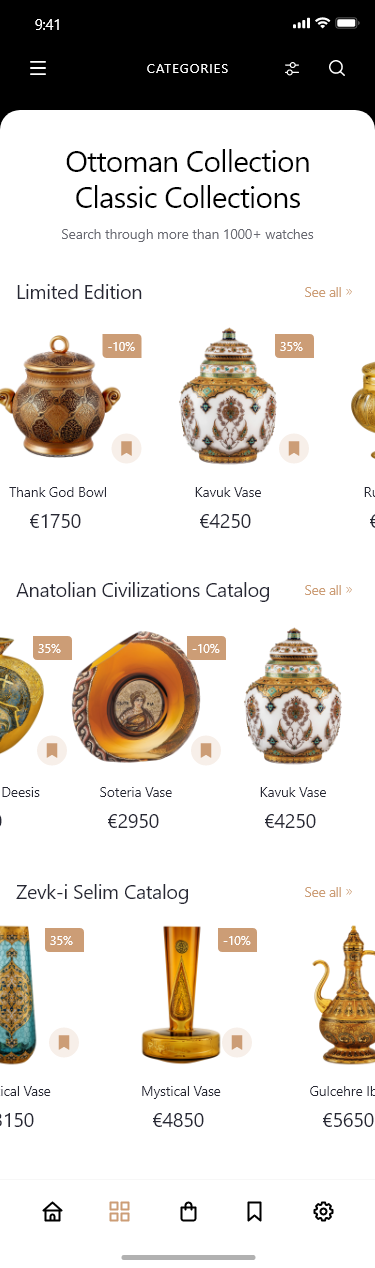 9:41
CATEGORIES
Ottoman Collection
Classic Collections
Search through more than 1000+ watches
Limited Edition
See all »
-10%
35%
Thank God Bowl
Kavuk Vase
€1750
€4250
Anatolian Civilizations Catalog
See all »
35%
-10%
Deesis
Soteria Vase
Kavuk Vase
€2950
€4250
Zevk-i Selim Catalog
See all »
35%
-10%
ical Vase
Mystical Vase
Gulcehre Ib
3150
€4850
€5650